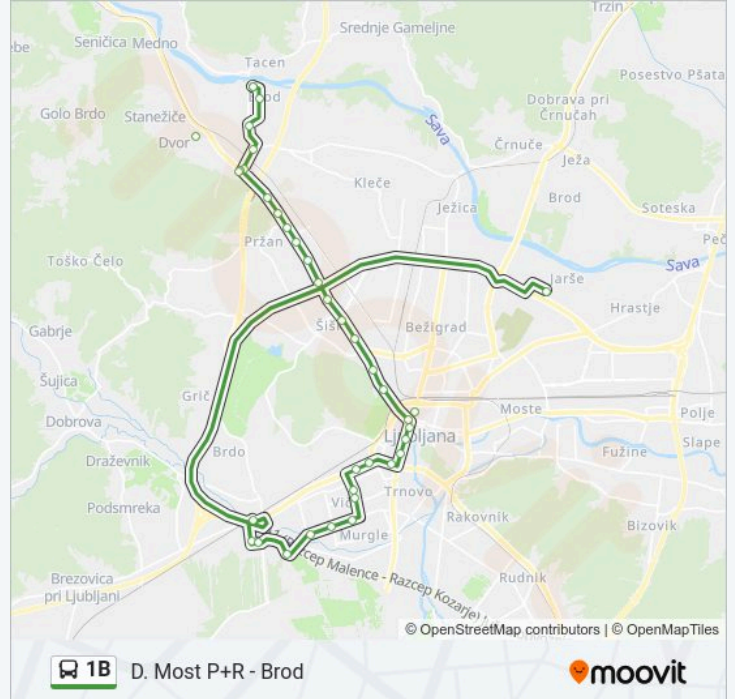 Trzin
Srednje Gameljne
Seničica Medno
Tacen
Posestvo Pšata
Golo Brdo
Stanežiče
Dobrava pri
Črnučah
Dvor
Sava
Črnuče
Ježa
Kleče
Brod
Ježica
Soteska
Pržan
Toško Čelo
Sava
Jarše
Hrastje
Gabrje
Bežigrad
Šujica
Grič
Moste
Polje
Dobrova
Ljubljana
Slape
Brdo
Fužine
Draževnik
Trnovo
Podsmreka
Rakovnik
Bizovik
Murgle
Brezovica
pri Ljubljani
Malence - Razcep Kozarje
Rudnik
© OpenStreetMap contributors | © OpenMapTiles
1B D. Most P+R - Brod
moovit